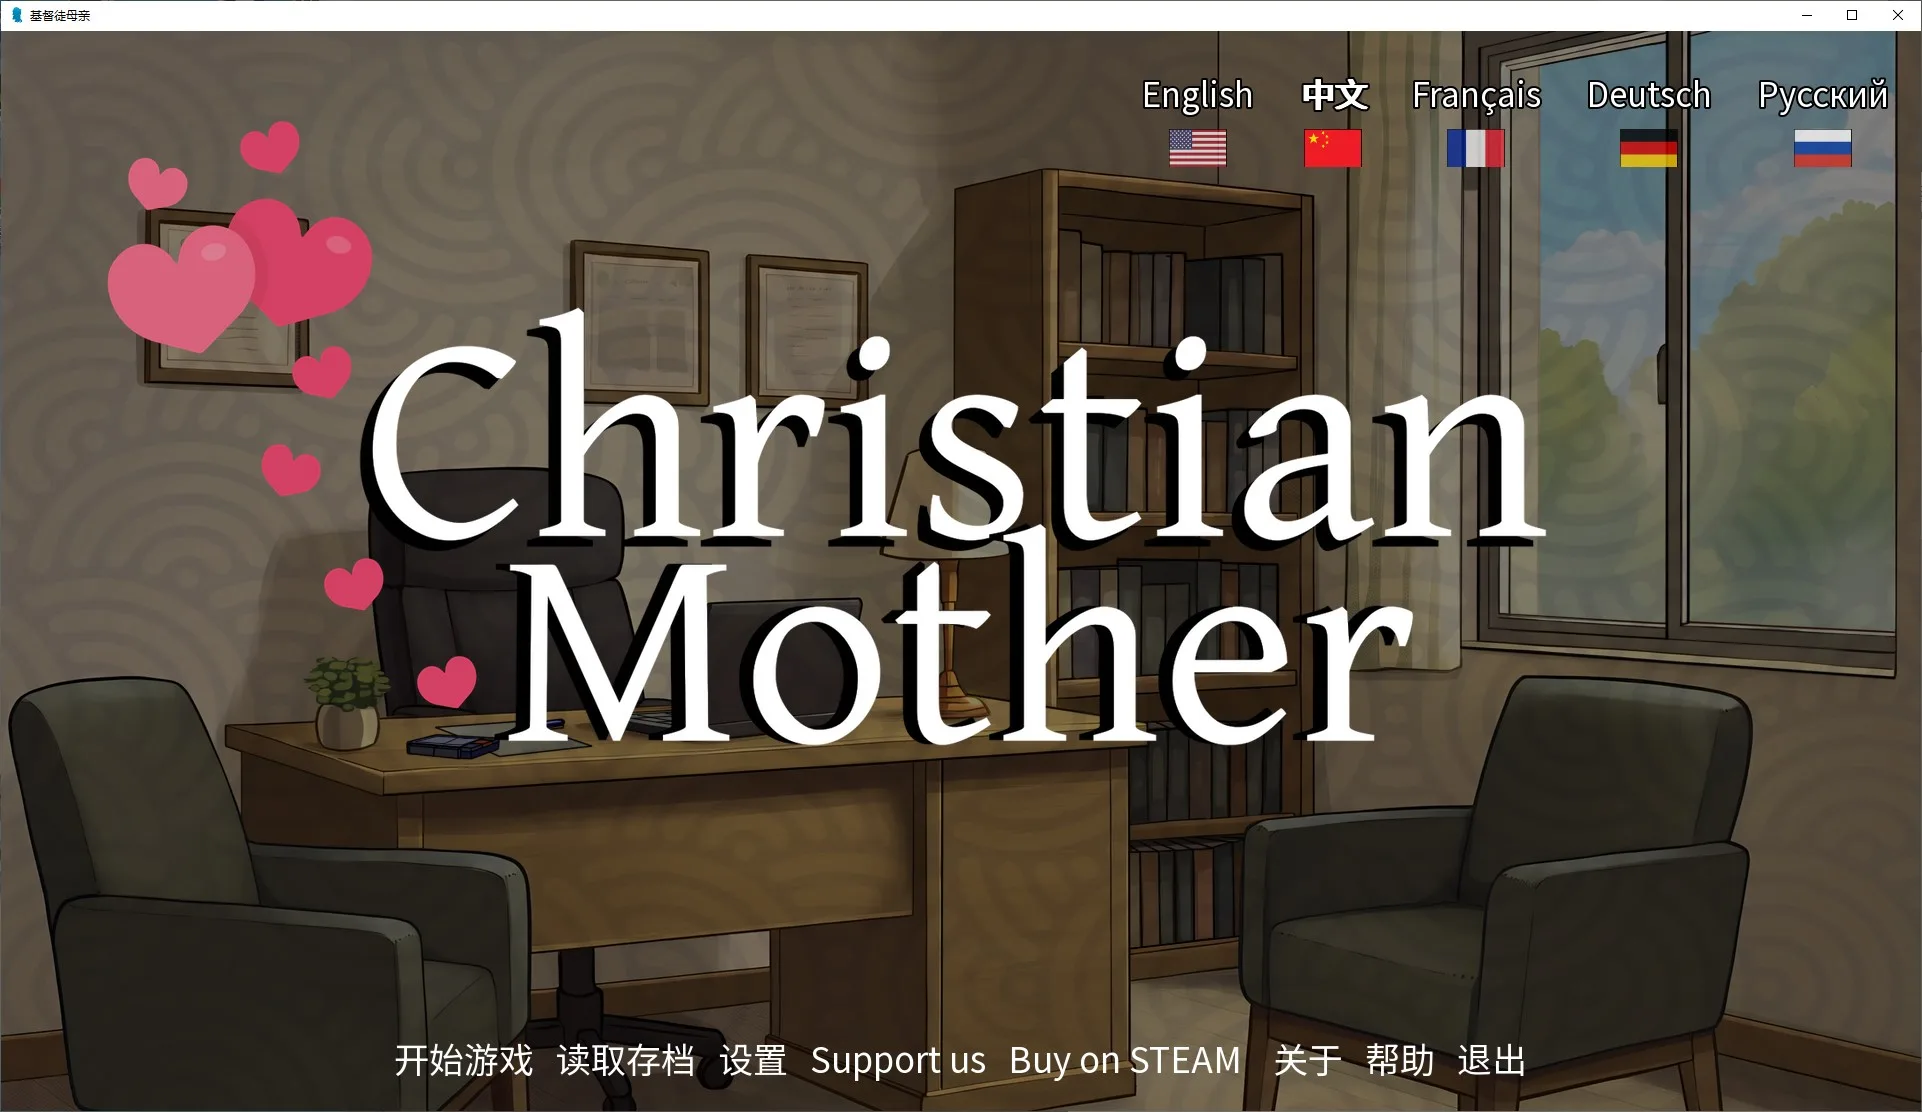 基督徒母亲
English 中文 Français Deutsch Русский
Christian
Mother
开始游戏 读取存档 设置 Support us Buy on STEAM 关于 帮助 退出